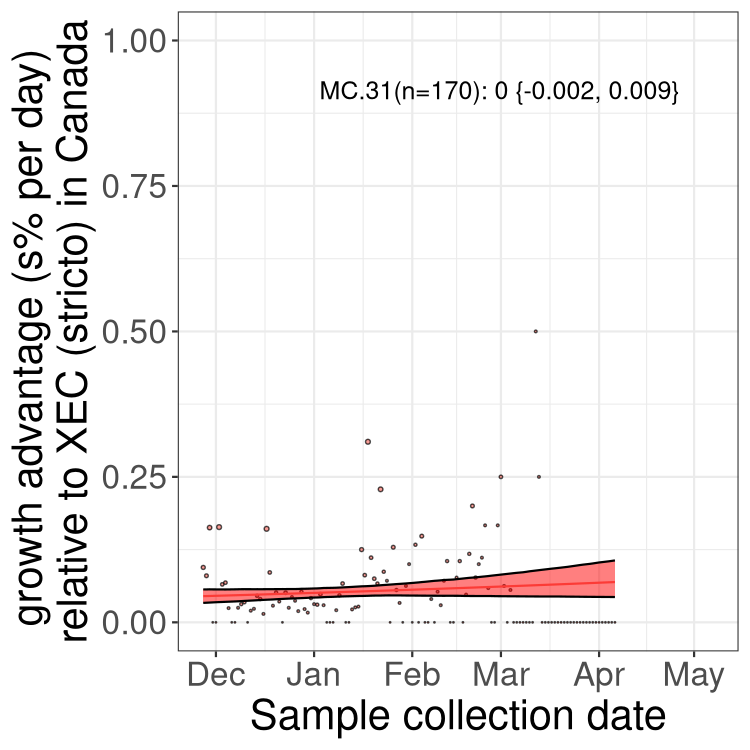 growth advantage (s% per day)
relative to XEC (stricto) in Canada
1.00
0.75
0.50
0.25
0.00
MC.31(n=170): 0 {-0.002, 0.009}
Dec Jan Feb Mar Apr May
Sample collection date